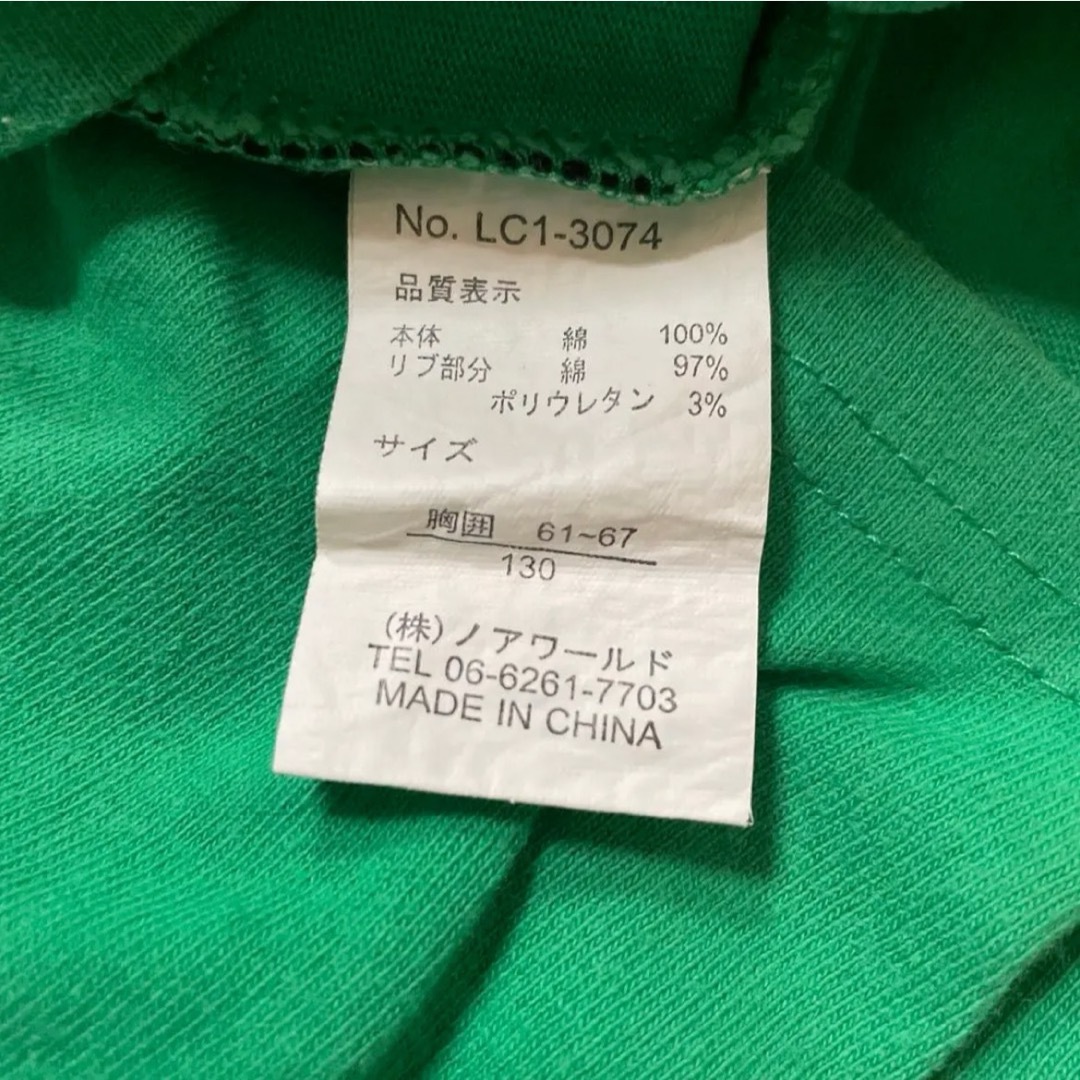 No. LC1-3074
品質表示
本体 綿 100%
リブ部分 綿 97%
ポリウレタン 3%
サイズ
胸囲 61~67
130
(株)ノアワールド
TEL 06-6261-7703
MADE IN CHINA